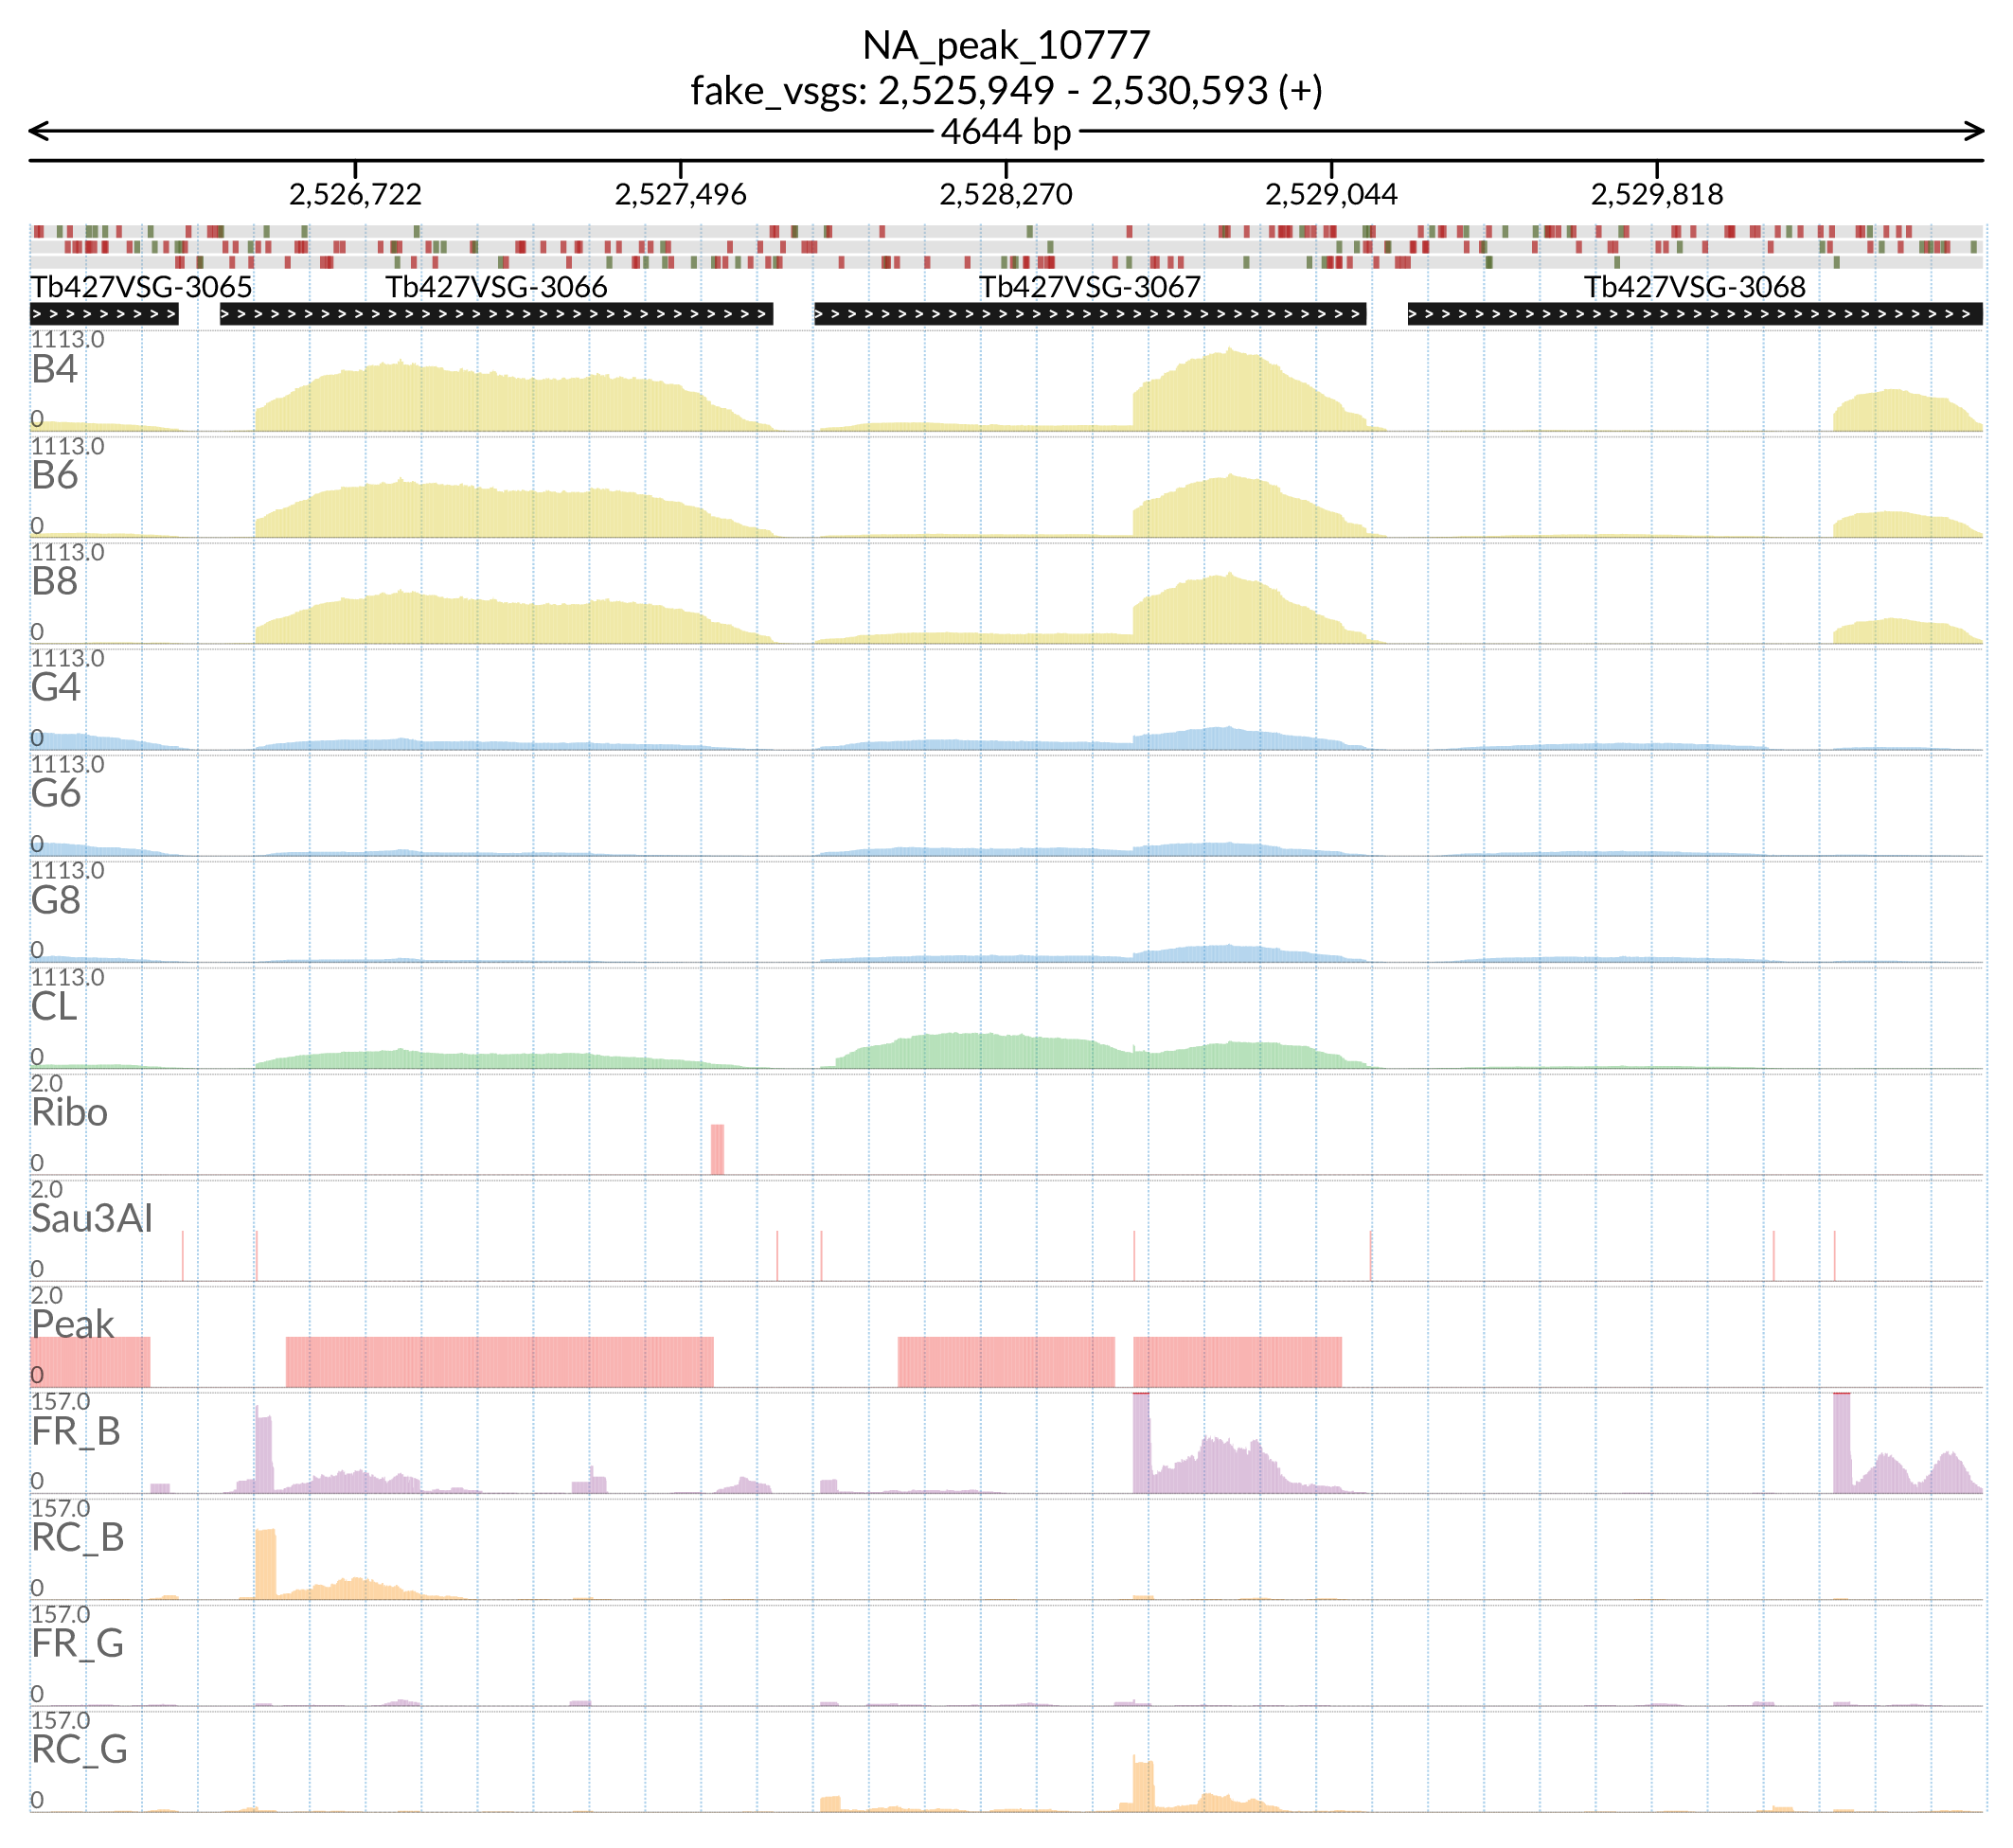 NA_peak_10777
fake_vsgs: 2,525,949 - 2,530,593 (+)
4644 bp
2,526,722 2,527,496 2,528,270 2,529,044 2,529,818
Tb427VSG-3065 Tb427VSG-3066 Tb427VSG-3067 Tb427VSG-3068
1113.0
B4
0
1113.0
B6
0
1113.0
B8
0
1113.0
G4
0
1113.0
G6
0
1113.0
G8
0
1113.0
CL
0
2.0
Ribo
0
2.0
Sau3AI
0
2.0
Peak
0
157.0
FR_B
0
157.0
RC_B
0
157.0
FR_G
0
157.0
RC_G
0